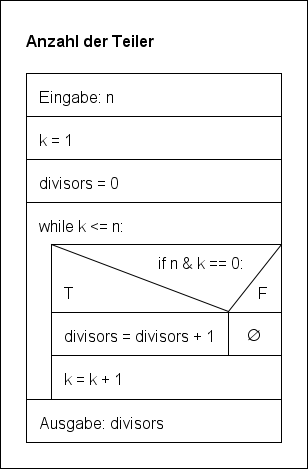 Anzahl der Teiler
Eingabe: n
k = 1
divisors = 0
while k <= n:
if n & k == 0:
T
F
divisors = divisors + 1
∅
k = k + 1
Ausgabe: divisors